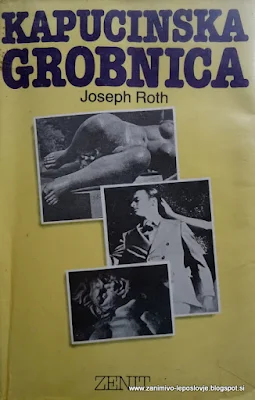 KAPUCINSKA
GROBNICA
Joseph Roth
ZENIT
www.zanimivo-leposlovje.blogspot.si